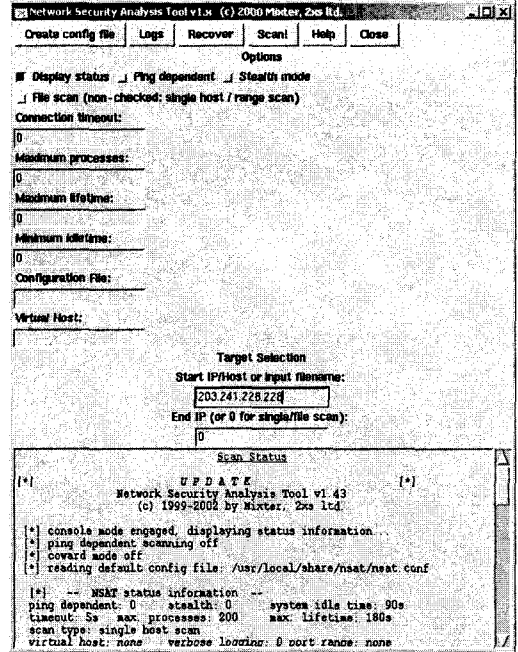 Network Security Analysis Tool v1.x (c) 2000 Mixter, 2xs ltd.
Create config file Logs Recover Scan! Help Close
Options
Display status Ping dependent Stealth mode
File scan (non-checked: single host / range scan)
Connection timeout:
0
Maximum processes:
0
Maximum lifetime:
0
Minimum idletime:
0
Configuration File:
Virtual Host:
Target Selection
Start IP/Host or input filename:
203.241.228.228
End IP (or 0 for single/file scan):
0
Scan Status
[*] U P D A T E [*]
Network Security Analysis Tool v1.43
(c) 1999-2002 by Mixter, 2xs ltd.
[*] console mode engaged, displaying status information...
[*] ping dependent scanning off
[*] coward mode off
[*] reading default config file: /usr/local/share/nsat/nsat.conf
[*] -- NSAT status information --
ping dependent: 0 stealth: 0 system idle time: 90s
timeout: 5s max. processes: 200 max. lifetime: 180s
scan type: single host scan
virtual host: none verbose logging: 0 port range: none